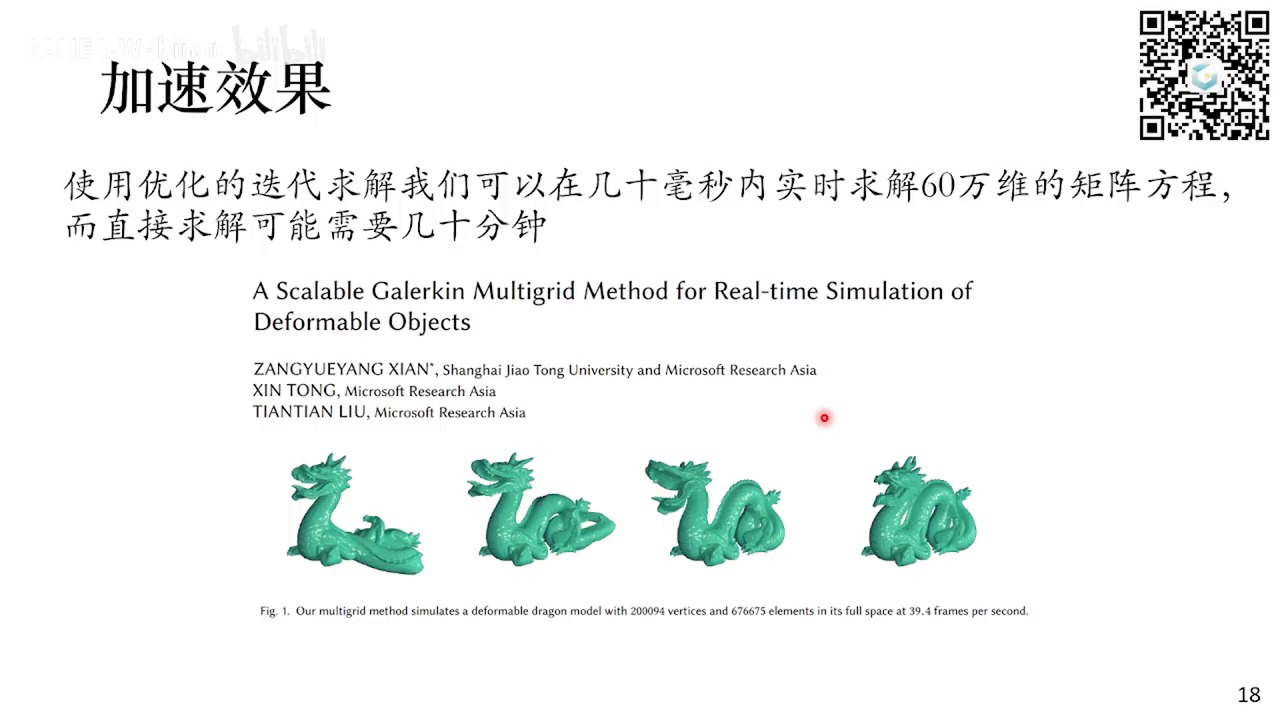 加速效果
使用优化的迭代求解我们可以在几十毫秒内实时求解60万维的矩阵方程，
而直接求解可能需要几十分钟
A Scalable Galerkin Multigrid Method for Real-time Simulation of
Deformable Objects
ZANGYUEYANG XIAN*, Shanghai Jiao Tong University and Microsoft Research Asia
XIN TONG, Microsoft Research Asia
TIANTIAN LIU, Microsoft Research Asia
Fig. 1. Our multigrid method simulates a deformable dragon model with 200094 vertices and 676675 elements in its full space at 39.4 frames per second.
18